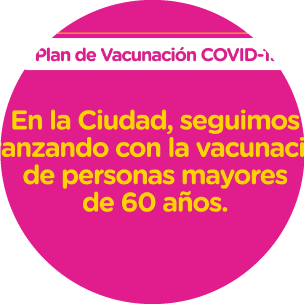 Plan de Vacunación COVID-1
En la Ciudad, seguimos
anzando con la vacunaci
de personas mayores
de 60 años.